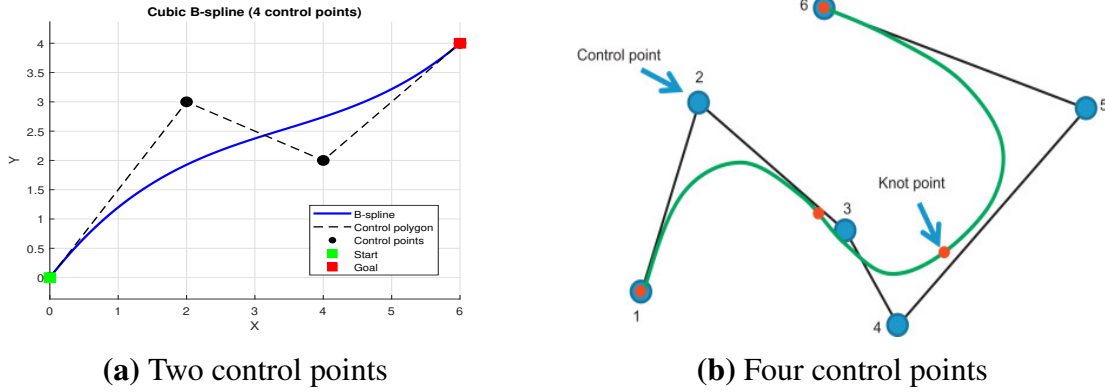 Cubic B-spline (4 control points)
4
3.5
3
2.5
2
1.5
1
0.5
0
Y
0 1 2 3 4 5 6
X
B-spline
Control polygon
Control points
Start
Goal
(a) Two control points
6
Control point
2
5
Knot point
3
1
4
(b) Four control points